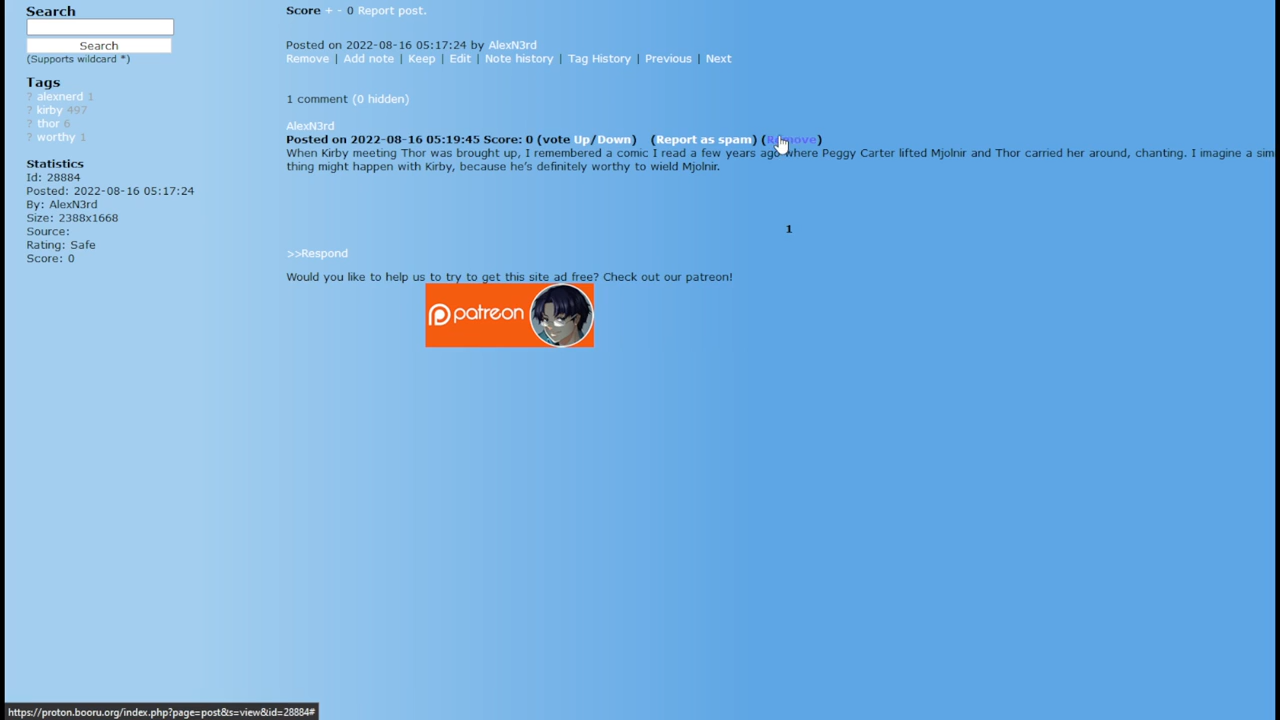 Search
Search
(Supports wildcard *)
Tags
? alexnerd 1
? kirby 497
? thor 6
? worthy 1
Statistics
Id: 28884
Posted: 2022-08-16 05:17:24
By: AlexN3rd
Size: 2388x1668
Source:
Rating: Safe
Score: 0
Score + - 0 Report post.
Posted on 2022-08-16 05:17:24 by AlexN3rd
Remove | Add note | Keep | Edit | Note history | Tag History | Previous | Next
1 comment (0 hidden)
AlexN3rd
Posted on 2022-08-16 05:19:45 Score: 0 (vote Up/Down) (Report as spam) (Remove)
When Kirby meeting Thor was brought up, I remembered a comic I read a few years ago where Peggy Carter lifted Mjolnir and Thor carried her around, chanting. I imagine a sim
thing might happen with Kirby, because he's definitely worthy to wield Mjolnir.
1
>>Respond
Would you like to help us to try to get this site ad free? Check out our patreon!
patreon
https://proton.booru.org/index.php?page=post&s=view&id=28884#